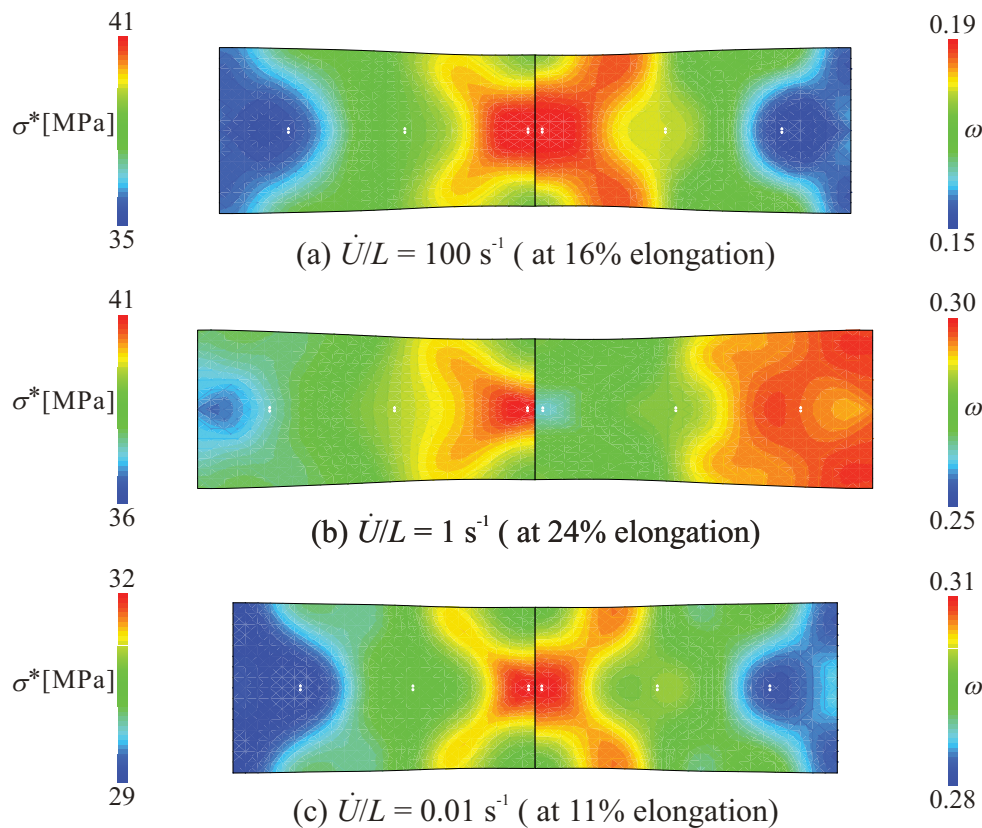 41
0.19
σ*[MPa]
ω
35
0.15
(a) U̇/L = 100 s⁻¹ ( at 16% elongation)
41
0.30
σ*[MPa]
ω
36
0.25
(b) U̇/L = 1 s⁻¹ ( at 24% elongation)
32
0.31
σ*[MPa]
ω
29
0.28
(c) U̇/L = 0.01 s⁻¹ ( at 11% elongation)